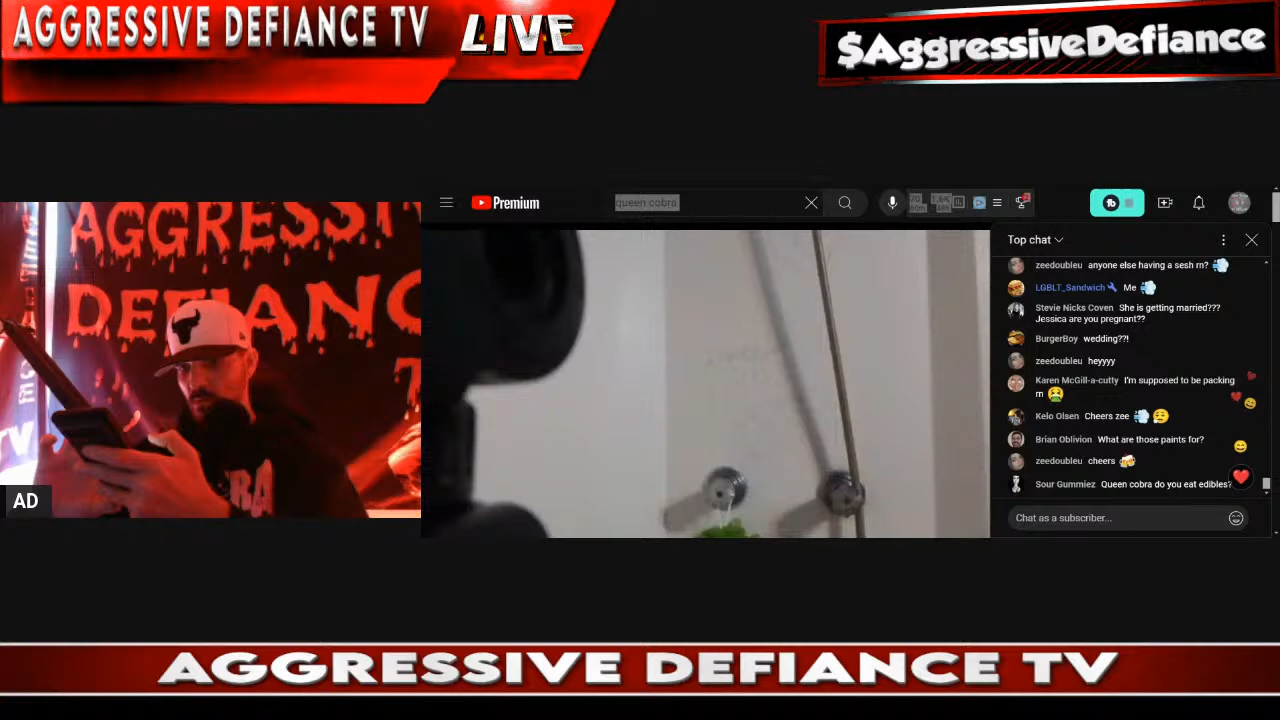 AGGRESSIVE DEFIANCE TV
LIVE
$AggressiveDefiance
AGGRESSI
DEFIANC
T
TV
AD
Premium
queen cobra
Top chat
zeedoubleu anyone else having a sesh rn?
LGBLT_Sandwich Me
Stevie Nicks Coven She is getting married???
Jessica are you pregnant??
BurgerBoy wedding??!
zeedoubleu heyyyy
Karen McGill-a-cutty I'm supposed to be packing
rn
Kelo Olsen Cheers zee
Brian Oblivion What are those paints for?
zeedoubleu cheers
Sour Gummiez Queen cobra do you eat edibles?
Chat as a subscriber...
AGGRESSIVE DEFIANCE TV